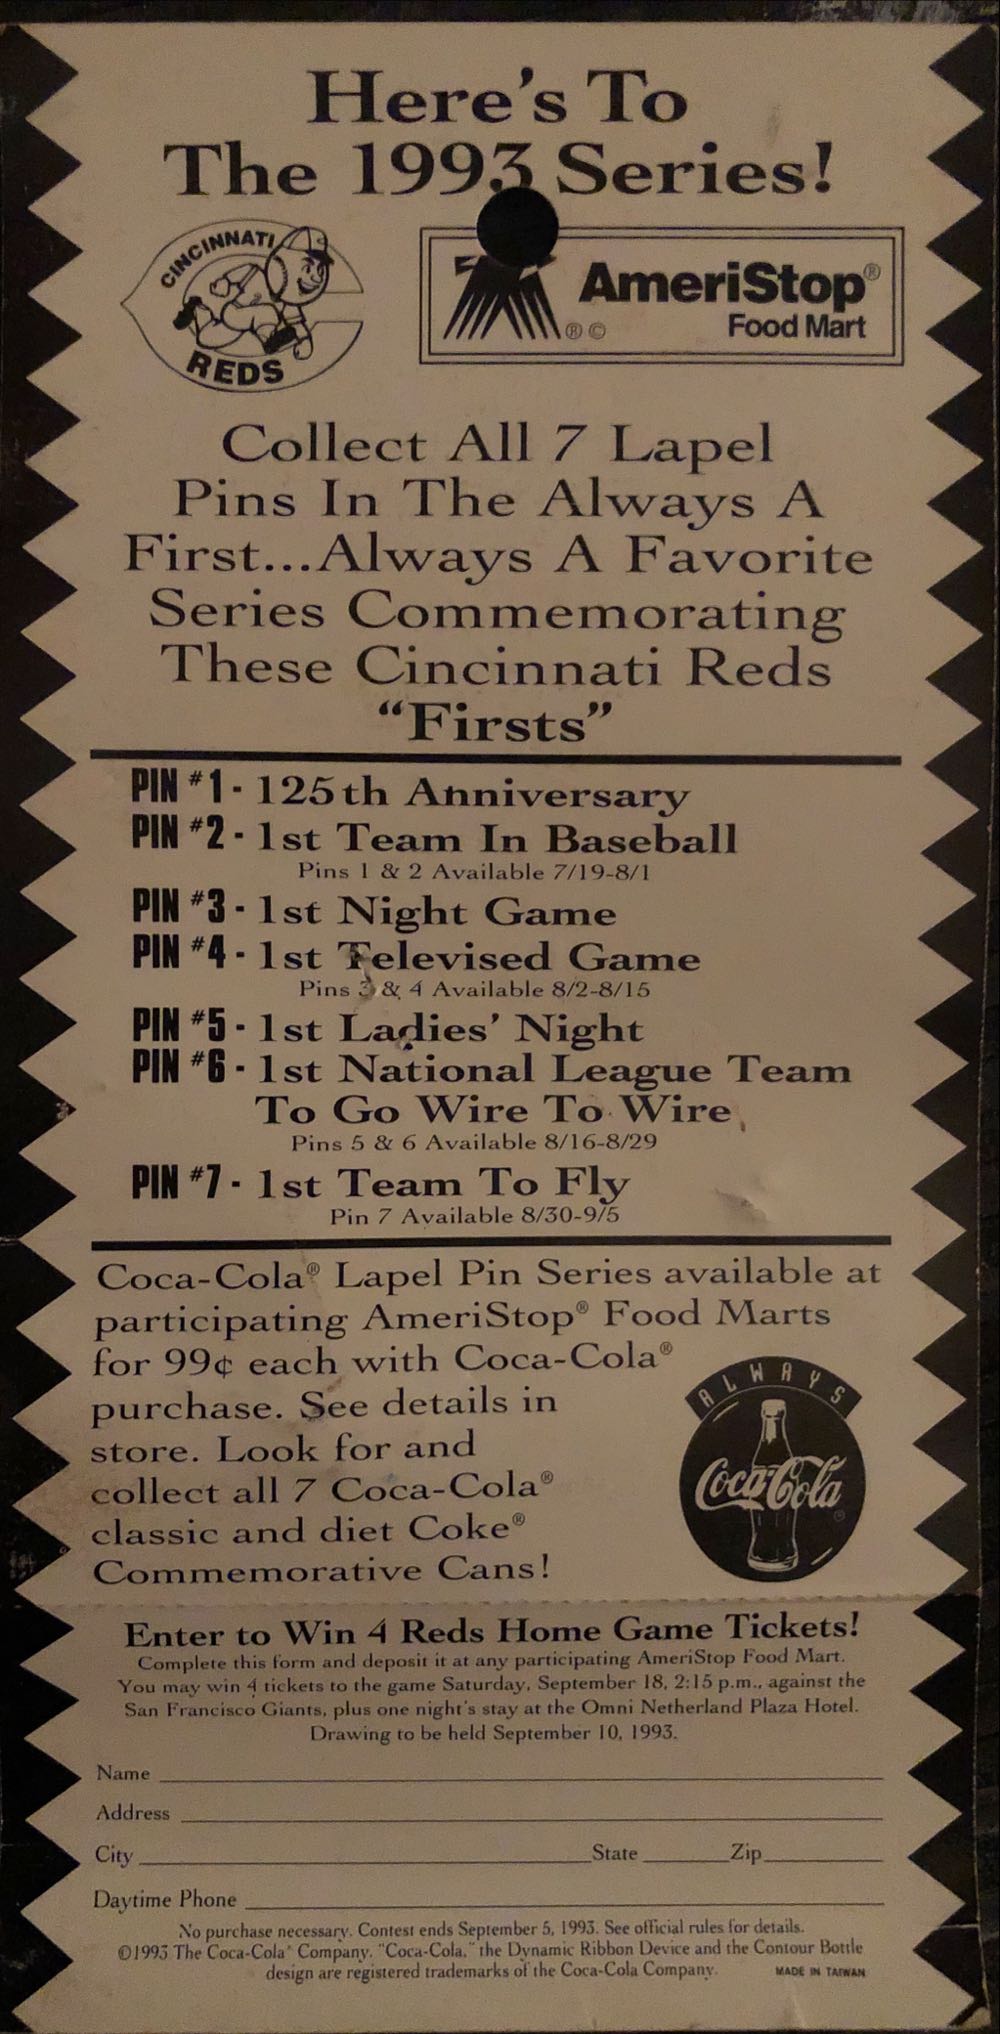 Here's To
The 1993 Series!
CINCINNATI
REDS
AmeriStop®
Food Mart
®©
Collect All 7 Lapel
Pins In The Always A
First...Always A Favorite
Series Commemorating
These Cincinnati Reds
“Firsts”
PIN #1 - 125th Anniversary
PIN #2 - 1st Team In Baseball
Pins 1 & 2 Available 7/19-8/1
PIN #3 - 1st Night Game
PIN #4 - 1st Televised Game
Pins 3 & 4 Available 8/2-8/15
PIN #5 - 1st Ladies' Night
PIN #6 - 1st National League Team
To Go Wire To Wire
Pins 5 & 6 Available 8/16-8/29
PIN #7 - 1st Team To Fly
Pin 7 Available 8/30-9/5
Coca-Cola® Lapel Pin Series available at
participating AmeriStop® Food Marts
for 99¢ each with Coca-Cola®
purchase. See details in
store. Look for and
collect all 7 Coca-Cola®
classic and diet Coke®
Commemorative Cans!
ALWAYS
Coca-Cola®
Enter to Win 4 Reds Home Game Tickets!
Complete this form and deposit it at any participating AmeriStop Food Mart.
You may win 4 tickets to the game Saturday, September 18, 2:15 p.m., against the
San Francisco Giants, plus one night's stay at the Omni Netherland Plaza Hotel.
Drawing to be held September 10, 1993.
Name
Address
City State Zip
Daytime Phone
No purchase necessary. Contest ends September 5, 1993. See official rules for details.
©1993 The Coca-Cola® Company. "Coca-Cola," the Dynamic Ribbon Device and the Contour Bottle
design are registered trademarks of the Coca-Cola Company. MADE IN TAIWAN